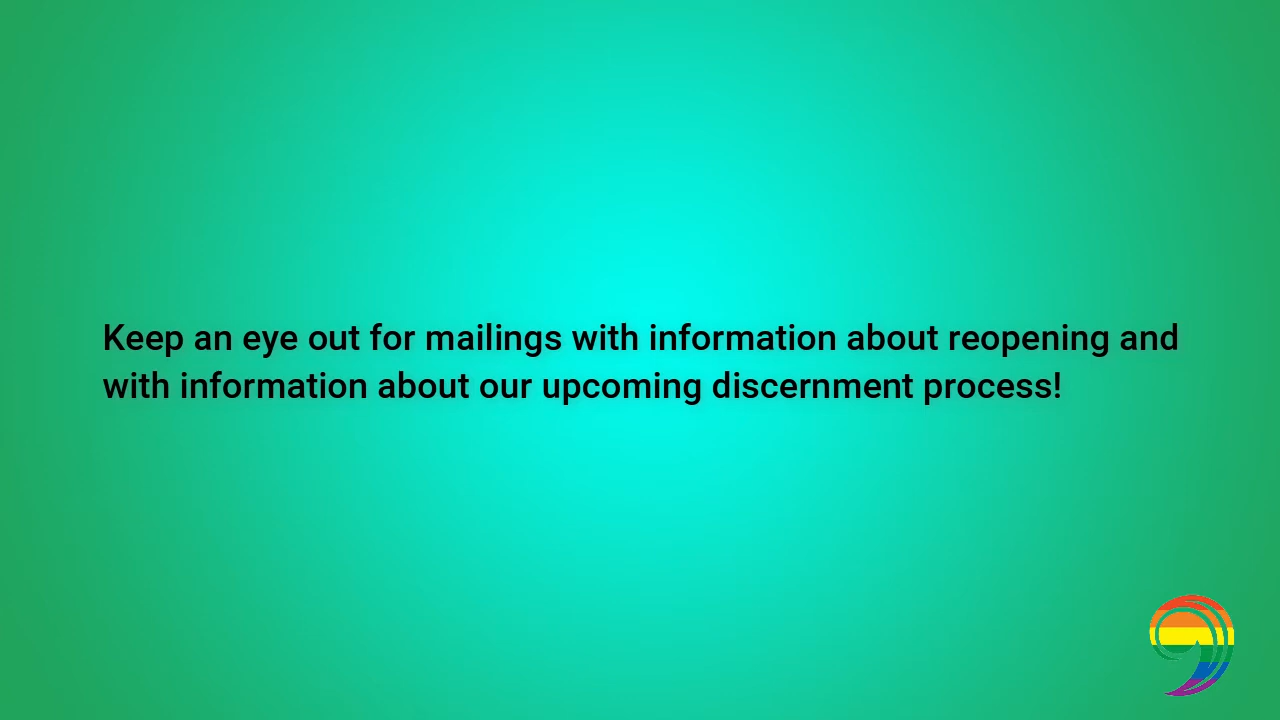 Keep an eye out for mailings with information about reopening and
with information about our upcoming discernment process!